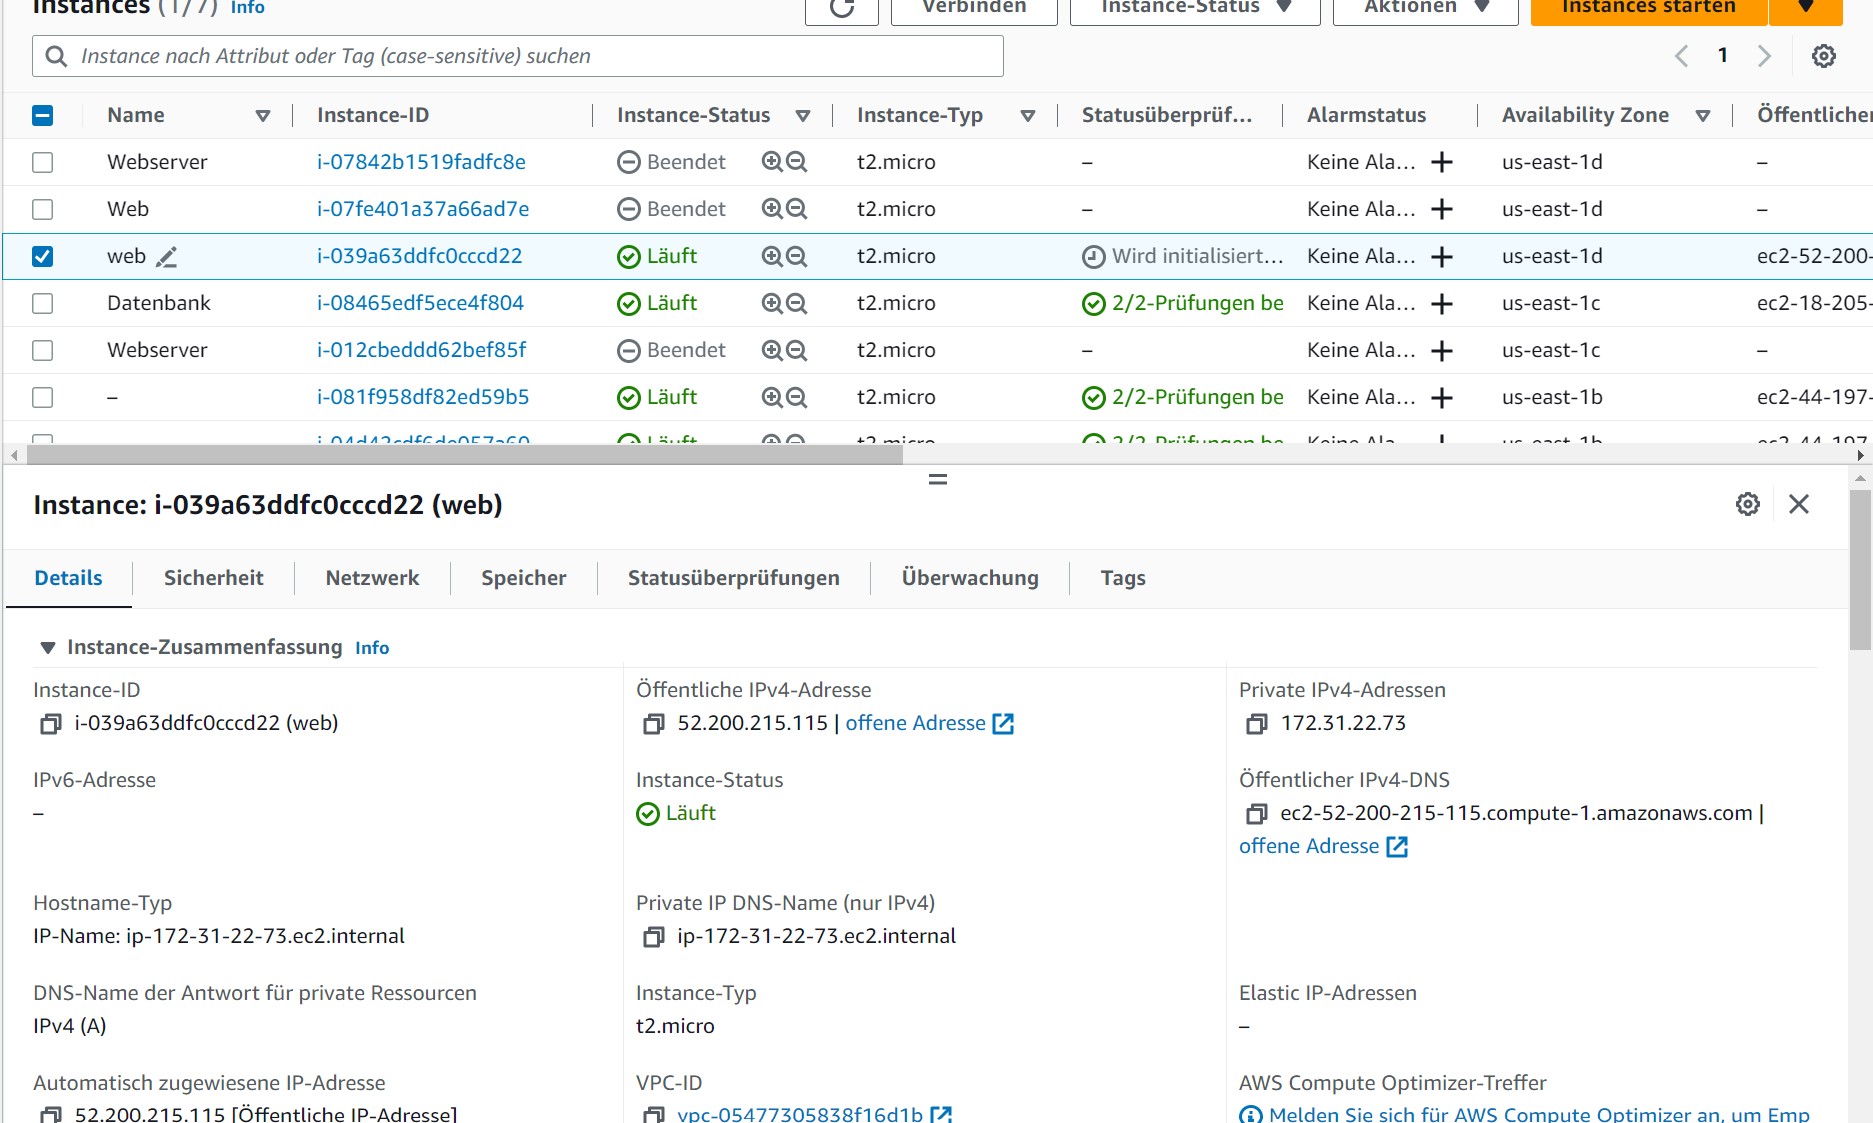 Instances (1/7) Info Verbinden Instance-Status Aktionen Instances starten
Instance nach Attribut oder Tag (case-sensitive) suchen 1
Name Instance-ID Instance-Status Instance-Typ Statusüberprüf... Alarmstatus Availability Zone Öffentlicher
Webserver i-07842b1519fadfc8e Beendet t2.micro – Keine Ala... us-east-1d –
Web i-07fe401a37a66ad7e Beendet t2.micro – Keine Ala... us-east-1d –
web i-039a63ddfc0cccd22 Läuft t2.micro Wird initialisiert... Keine Ala... us-east-1d ec2-52-200-
Datenbank i-08465edf5ece4f804 Läuft t2.micro 2/2-Prüfungen be Keine Ala... us-east-1c ec2-18-205-
Webserver i-012cbeddd62bef85f Beendet t2.micro – Keine Ala... us-east-1c –
– i-081f958df82ed59b5 Läuft t2.micro 2/2-Prüfungen be Keine Ala... us-east-1b ec2-44-197-
Läuft t2.micro 2/2-Prüfungen be Keine Ala... us-east-1b ec2-44-197-
Instance: i-039a63ddfc0cccd22 (web)
Details Sicherheit Netzwerk Speicher Statusüberprüfungen Überwachung Tags
Instance-Zusammenfassung Info
Instance-ID Öffentliche IPv4-Adresse Private IPv4-Adressen
i-039a63ddfc0cccd22 (web) 52.200.215.115 | offene Adresse 172.31.22.73
IPv6-Adresse Instance-Status Öffentlicher IPv4-DNS
– Läuft ec2-52-200-215-115.compute-1.amazonaws.com |
offene Adresse
Hostname-Typ Private IP DNS-Name (nur IPv4)
IP-Name: ip-172-31-22-73.ec2.internal ip-172-31-22-73.ec2.internal
DNS-Name der Antwort für private Ressourcen Instance-Typ Elastic IP-Adressen
IPv4 (A) t2.micro –
Automatisch zugewiesene IP-Adresse VPC-ID AWS Compute Optimizer-Treffer
52.200.215.115 [Öffentliche IP-Adresse] vpc-05477305838f16d1b Melden Sie sich für AWS Compute Optimizer an, um Emp